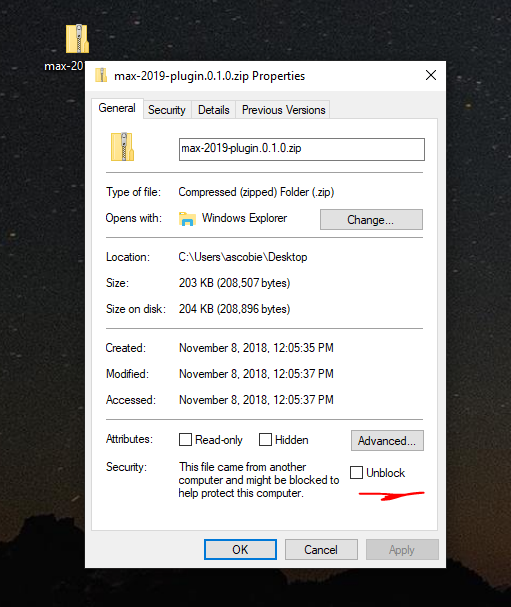 max-20
max-2019-plugin.0.1.0.zip Properties
General Security Details Previous Versions
max-2019-plugin.0.1.0.zip
Type of file: Compressed (zipped) Folder (.zip)
Opens with: Windows Explorer Change...
Location: C:\Users\ascobie\Desktop
Size: 203 KB (208,507 bytes)
Size on disk: 204 KB (208,896 bytes)
Created: November 8, 2018, 12:05:35 PM
Modified: November 8, 2018, 12:05:37 PM
Accessed: November 8, 2018, 12:05:37 PM
Attributes: Read-only Hidden Advanced...
Security: This file came from another
computer and might be blocked to Unblock
help protect this computer.
OK Cancel Apply